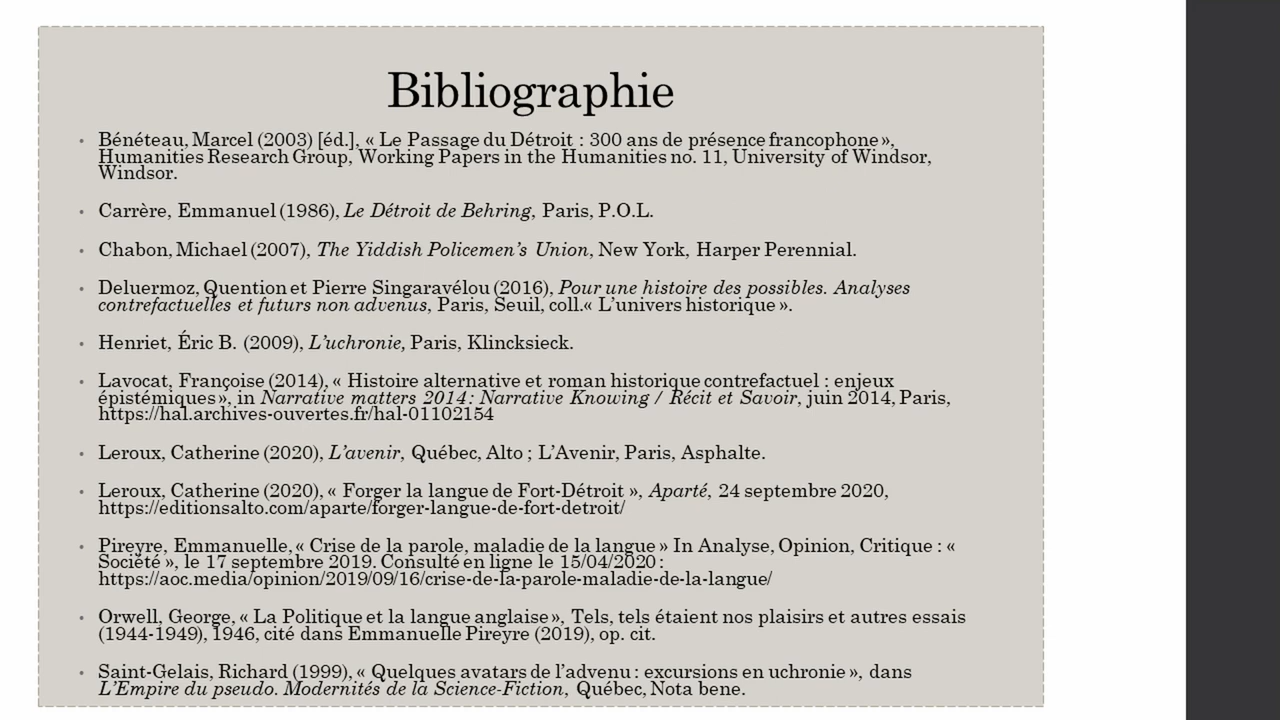 Bibliographie
• Bénéteau, Marcel (2003) [éd.], « Le Passage du Détroit : 300 ans de présence francophone »,
Humanities Research Group, Working Papers in the Humanities no. 11, University of Windsor,
Windsor.
• Carrère, Emmanuel (1986), Le Détroit de Behring, Paris, P.O.L.
• Chabon, Michael (2007), The Yiddish Policemen’s Union, New York, Harper Perennial.
• Deluermoz, Quention et Pierre Singaravélou (2016), Pour une histoire des possibles. Analyses
contrefactuelles et futurs non advenus, Paris, Seuil, coll.« L’univers historique ».
• Henriet, Éric B. (2009), L’uchronie, Paris, Klincksieck.
• Lavocat, Françoise (2014), « Histoire alternative et roman historique contrefactuel : enjeux
épistémiques », in Narrative matters 2014 : Narrative Knowing / Récit et Savoir, juin 2014, Paris,
https://hal.archives-ouvertes.fr/hal-01102154
• Leroux, Catherine (2020), L’avenir, Québec, Alto ; L’Avenir, Paris, Asphalte.
• Leroux, Catherine (2020), « Forger la langue de Fort-Détroit », Aparté, 24 septembre 2020,
https://editionsalto.com/aparte/forger-langue-de-fort-detroit/
• Pireyre, Emmanuelle, « Crise de la parole, maladie de la langue » In Analyse, Opinion, Critique : «
Société », le 17 septembre 2019. Consulté en ligne le 15/04/2020 :
https://aoc.media/opinion/2019/09/16/crise-de-la-parole-maladie-de-la-langue/
• Orwell, George, « La Politique et la langue anglaise », Tels, tels étaient nos plaisirs et autres essais
(1944-1949), 1946, cité dans Emmanuelle Pireyre (2019), op. cit.
• Saint-Gelais, Richard (1999), « Quelques avatars de l’advenu : excursions en uchronie », dans
L’Empire du pseudo. Modernités de la Science-Fiction, Québec, Nota bene.